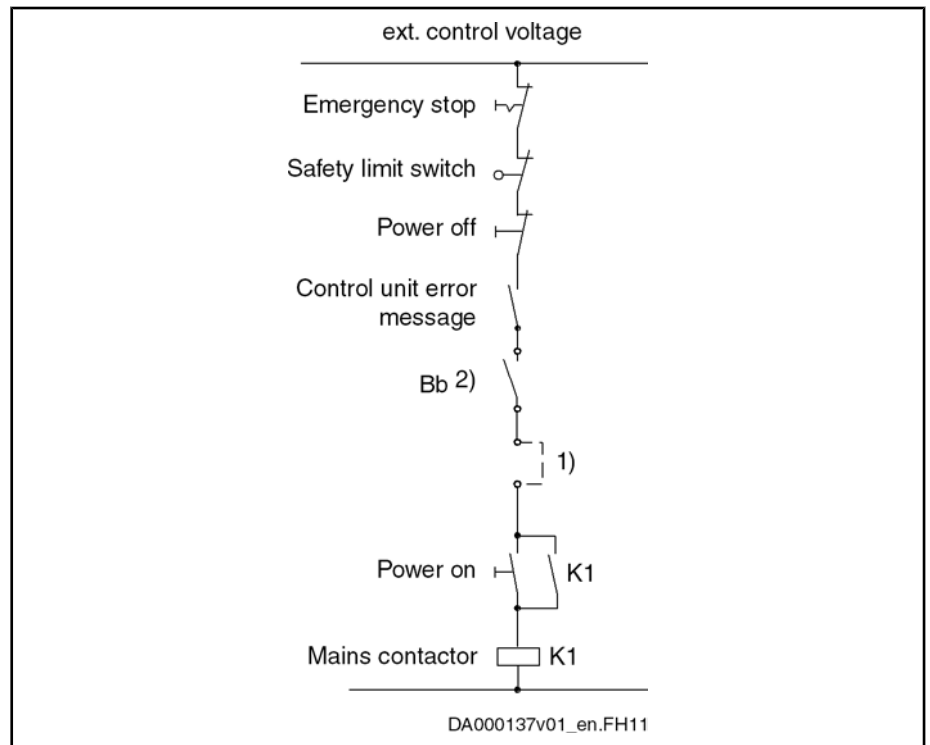 ext. control voltage
Emergency stop
Safety limit switch
Power off
Control unit error
message
Bb 2)
1)
Power on
K1
Mains contactor
K1
DA000137v01_en.FH11